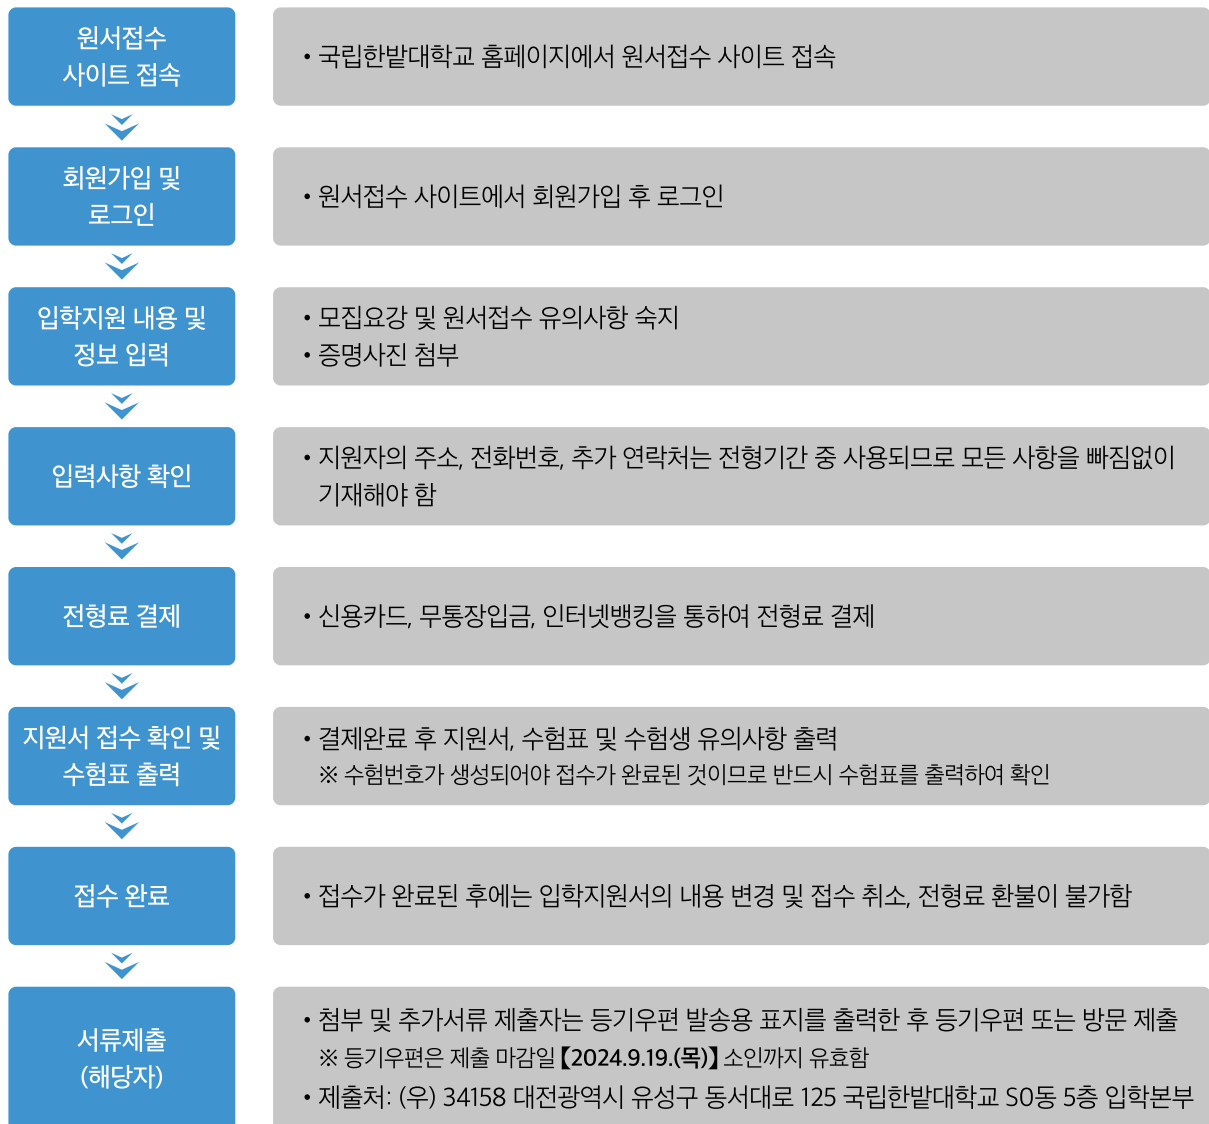 원서접수
사이트 접속
• 국립한밭대학교 홈페이지에서 원서접수 사이트 접속
회원가입 및
로그인
• 원서접수 사이트에서 회원가입 후 로그인
입학지원 내용 및
정보 입력
• 모집요강 및 원서접수 유의사항 숙지
• 증명사진 첨부
입력사항 확인
• 지원자의 주소, 전화번호, 추가 연락처는 전형기간 중 사용되므로 모든 사항을 빠짐없이
기재해야 함
전형료 결제
• 신용카드, 무통장입금, 인터넷뱅킹을 통하여 전형료 결제
지원서 접수 확인 및
수험표 출력
• 결제완료 후 지원서, 수험표 및 수험생 유의사항 출력
※ 수험번호가 생성되어야 접수가 완료된 것이므로 반드시 수험표를 출력하여 확인
접수 완료
• 접수가 완료된 후에는 입학지원서의 내용 변경 및 접수 취소, 전형료 환불이 불가함
서류제출
(해당자)
• 첨부 및 추가서류 제출자는 등기우편 발송용 표지를 출력한 후 등기우편 또는 방문 제출
※ 등기우편은 제출 마감일【2024.9.19.(목)】소인까지 유효함
• 제출처: (우) 34158 대전광역시 유성구 동서대로 125 국립한밭대학교 S0동 5층 입학본부